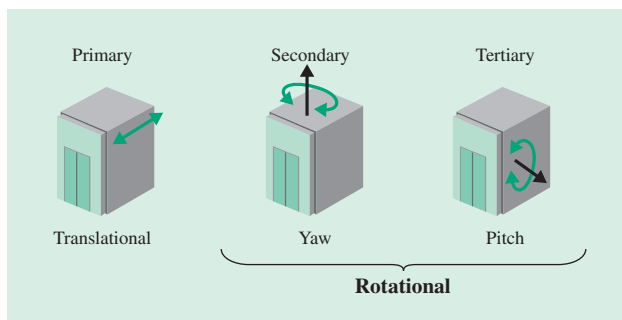 Primary
Secondary
Tertiary
Translational
Yaw
Pitch
Rotational